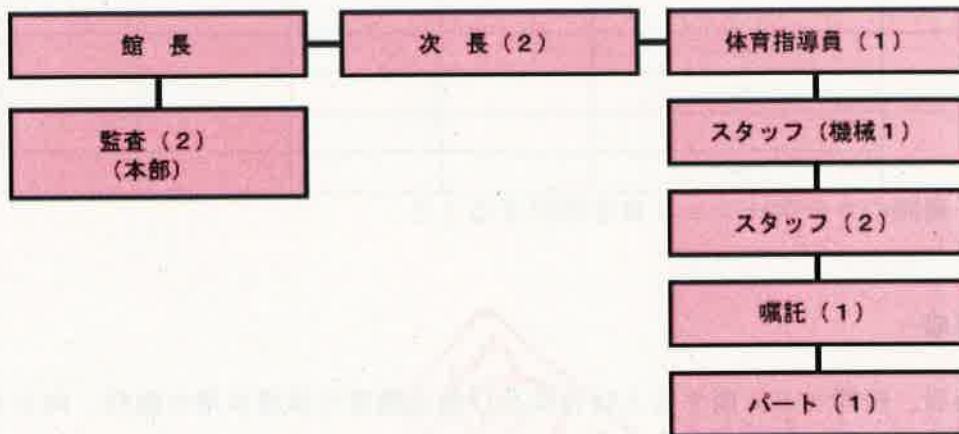 館 長
次 長(2)
体育指導員(1)
監査(2)
(本部)
スタッフ(機械1)
スタッフ(2)
嘱託(1)
パート(1)